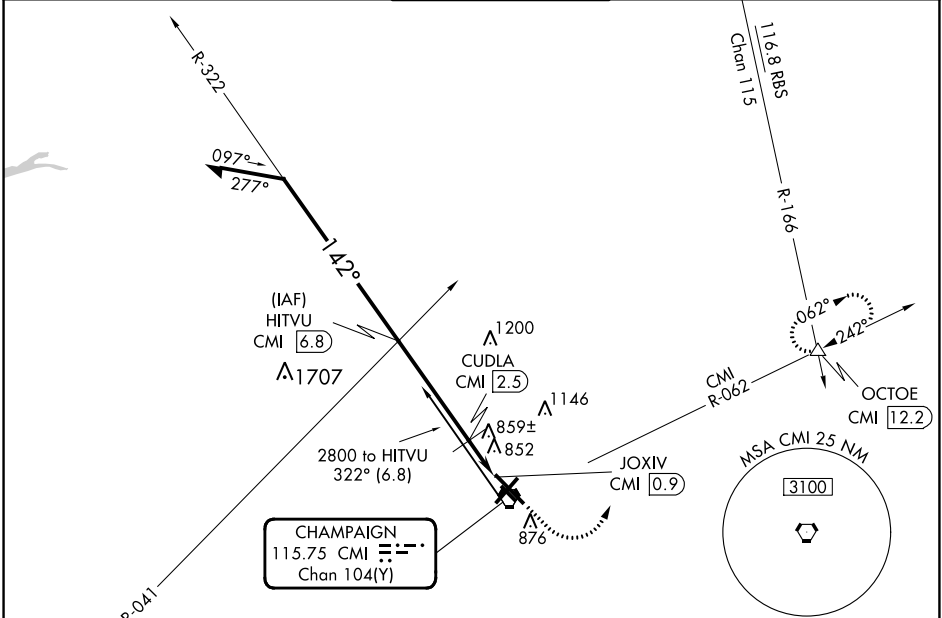 R-322
097°
277°
142°
116.8 RBS
Chan 115
R-166
(IAF)
HITVU
CMI 6.8
1707
1200
CUDLA
CMI 2.5
1146
859±
852
2800 to HITVU
322° (6.8)
CMI
R-062
062°
242°
OCTOE
CMI 12.2
JOXIV
CMI 0.9
876
CHAMPAIGN
115.75 CMI
Chan 104(Y)
R-041
MSA CMI 25 NM
3100